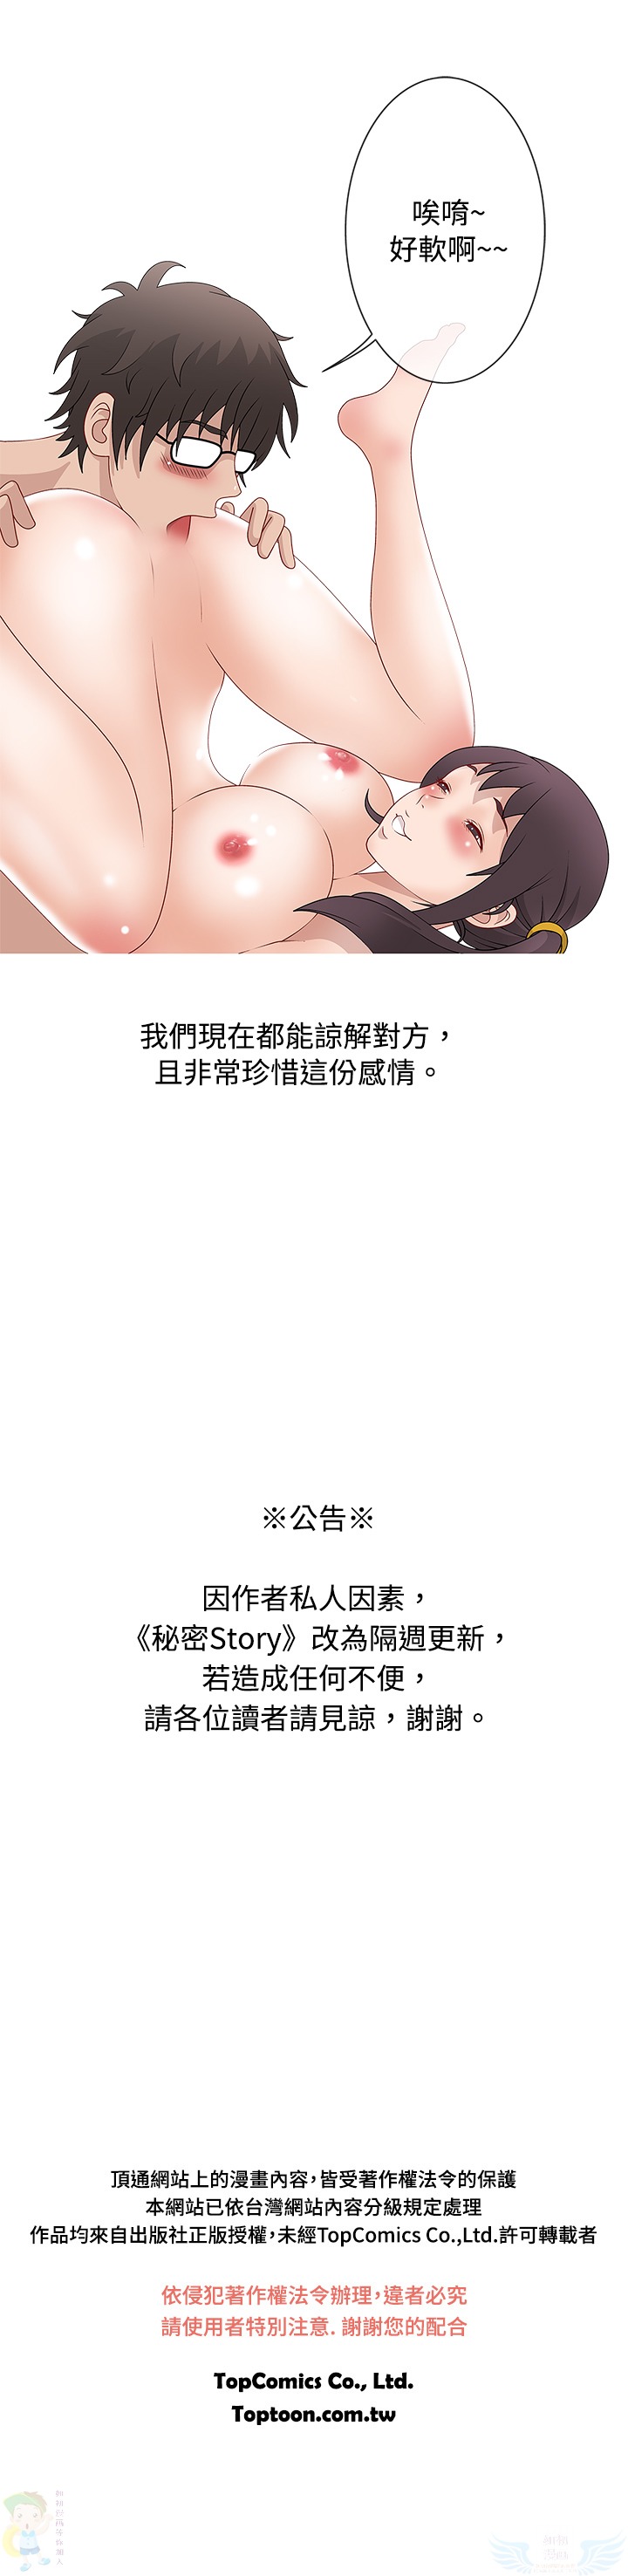 唉唷~
好軟啊~~
我們現在都能諒解對方，
且非常珍惜這份感情。
※公告※
因作者私人因素，
《秘密Story》改為隔週更新，
若造成任何不便，
請各位讀者請見諒，謝謝。
頂通網站上的漫畫內容，皆受著作權法令的保護
本網站已依台灣網站內容分級規定處理
作品均來自出版社正版授權，未經TopComics Co.,Ltd.許可轉載者
依侵犯著作權法令辦理，違者必究
請使用者特別注意. 謝謝您的配合
TopComics Co., Ltd.
Toptoon.com.tw